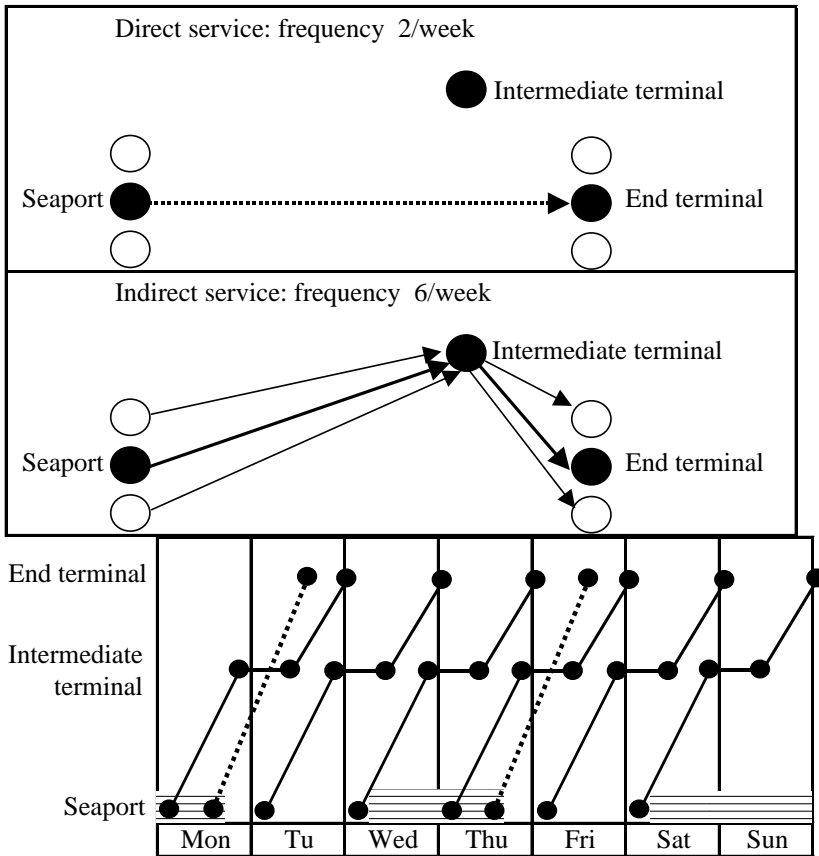 Direct service: frequency 2/week
Intermediate terminal
Seaport
End terminal
Indirect service: frequency 6/week
Intermediate terminal
Seaport
End terminal
End terminal
Intermediate
terminal
Seaport
Mon Tu Wed Thu Fri Sat Sun